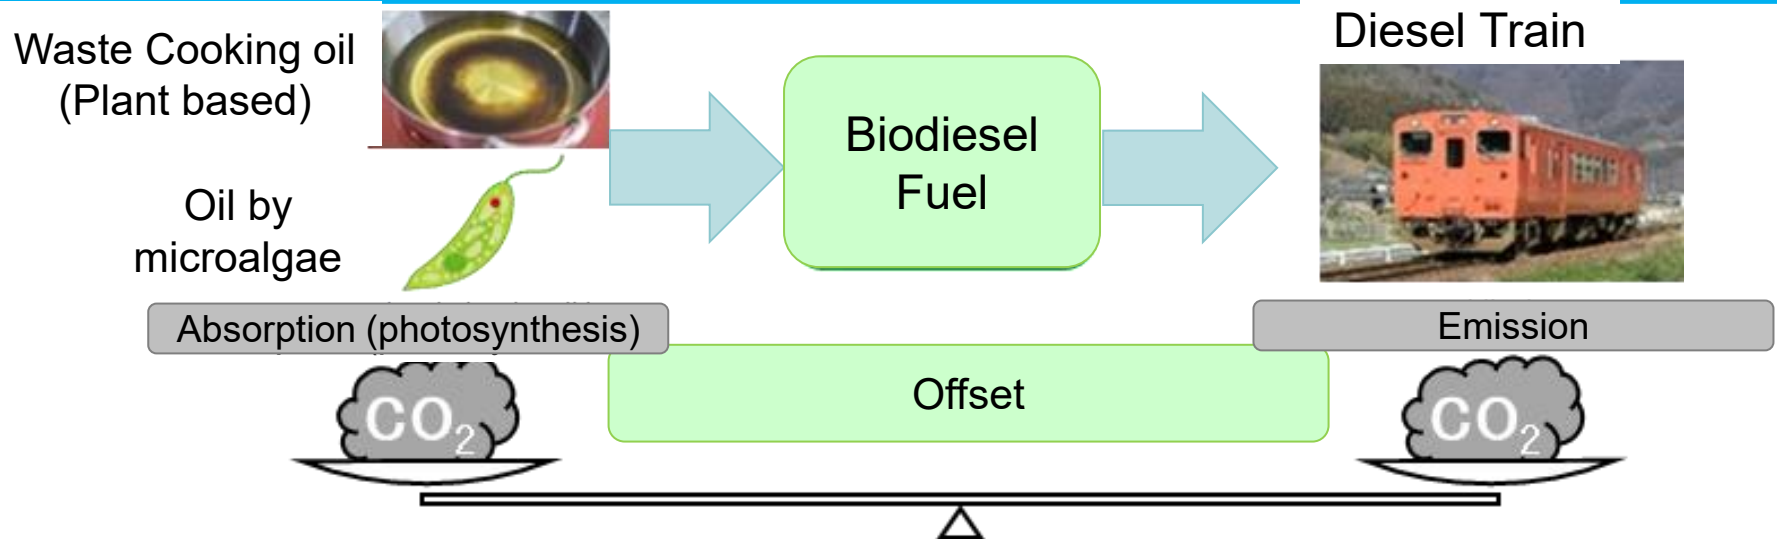 Waste Cooking oil
(Plant based)
Oil by
microalgae
Biodiesel
Fuel
Diesel Train
Absorption (photosynthesis)
Emission
Offset
CO2
CO2